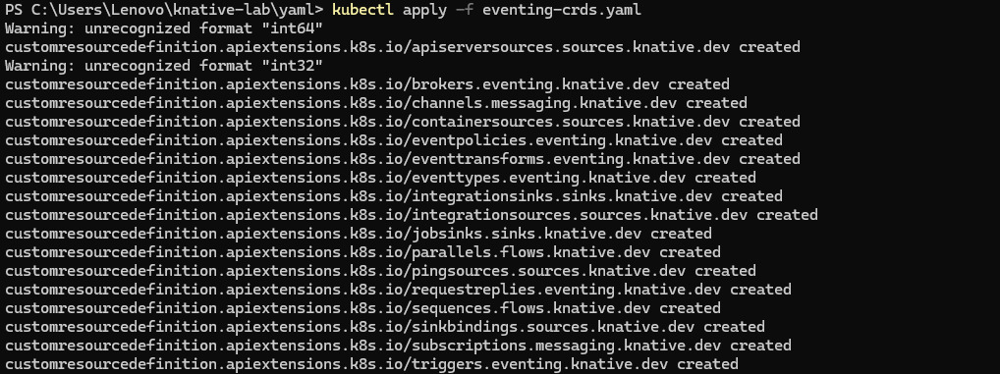 PS C:\Users\Lenovo\knative-lab\yaml> kubectl apply -f eventing-crds.yaml
Warning: unrecognized format "int64"
customresourcedefinition.apiextensions.k8s.io/apiserversources.sources.knative.dev created
Warning: unrecognized format "int32"
customresourcedefinition.apiextensions.k8s.io/brokers.eventing.knative.dev created
customresourcedefinition.apiextensions.k8s.io/channels.messaging.knative.dev created
customresourcedefinition.apiextensions.k8s.io/containersources.sources.knative.dev created
customresourcedefinition.apiextensions.k8s.io/eventpolicies.eventing.knative.dev created
customresourcedefinition.apiextensions.k8s.io/eventtransforms.eventing.knative.dev created
customresourcedefinition.apiextensions.k8s.io/eventtypes.eventing.knative.dev created
customresourcedefinition.apiextensions.k8s.io/integrationsinks.sinks.knative.dev created
customresourcedefinition.apiextensions.k8s.io/integrationsources.sources.knative.dev created
customresourcedefinition.apiextensions.k8s.io/jobsinks.sinks.knative.dev created
customresourcedefinition.apiextensions.k8s.io/parallels.flows.knative.dev created
customresourcedefinition.apiextensions.k8s.io/pingsources.sources.knative.dev created
customresourcedefinition.apiextensions.k8s.io/requestreplies.eventing.knative.dev created
customresourcedefinition.apiextensions.k8s.io/sequences.flows.knative.dev created
customresourcedefinition.apiextensions.k8s.io/sinkbindings.sources.knative.dev created
customresourcedefinition.apiextensions.k8s.io/subscriptions.messaging.knative.dev created
customresourcedefinition.apiextensions.k8s.io/triggers.eventing.knative.dev created